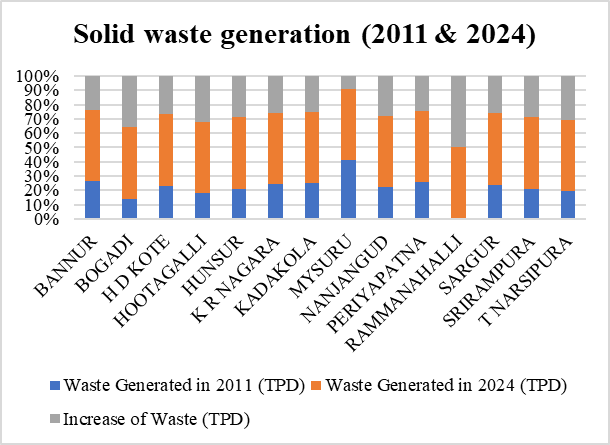 Solid waste generation (2011 & 2024)
100%
90%
80%
70%
60%
50%
40%
30%
20%
10%
0%
BANNUR
BOGADI
H D KOTE
HOOTAGALLI
HUNSUR
K R NAGARA
KADAKOLA
MYSURU
NANJANGUD
PERIYAPATNA
RAMMANAHALLI
SARGUR
SRIRAMPURA
T NARSIPURA
Waste Generated in 2011 (TPD) Waste Generated in 2024 (TPD)
Increase of Waste (TPD)